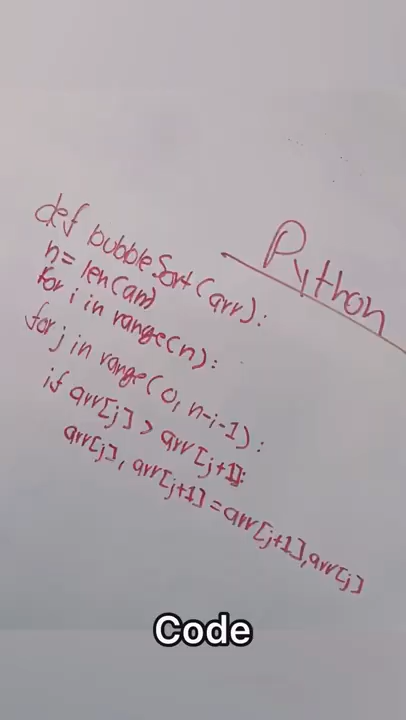 Python
def bubbleSort(arr):
n= len(arr)
for i in range(n):
for j in range(0, n-i-1):
if arr[j] > arr[j+1]:
arr[j], arr[j+1] = arr[j+1], arr[j]
Code